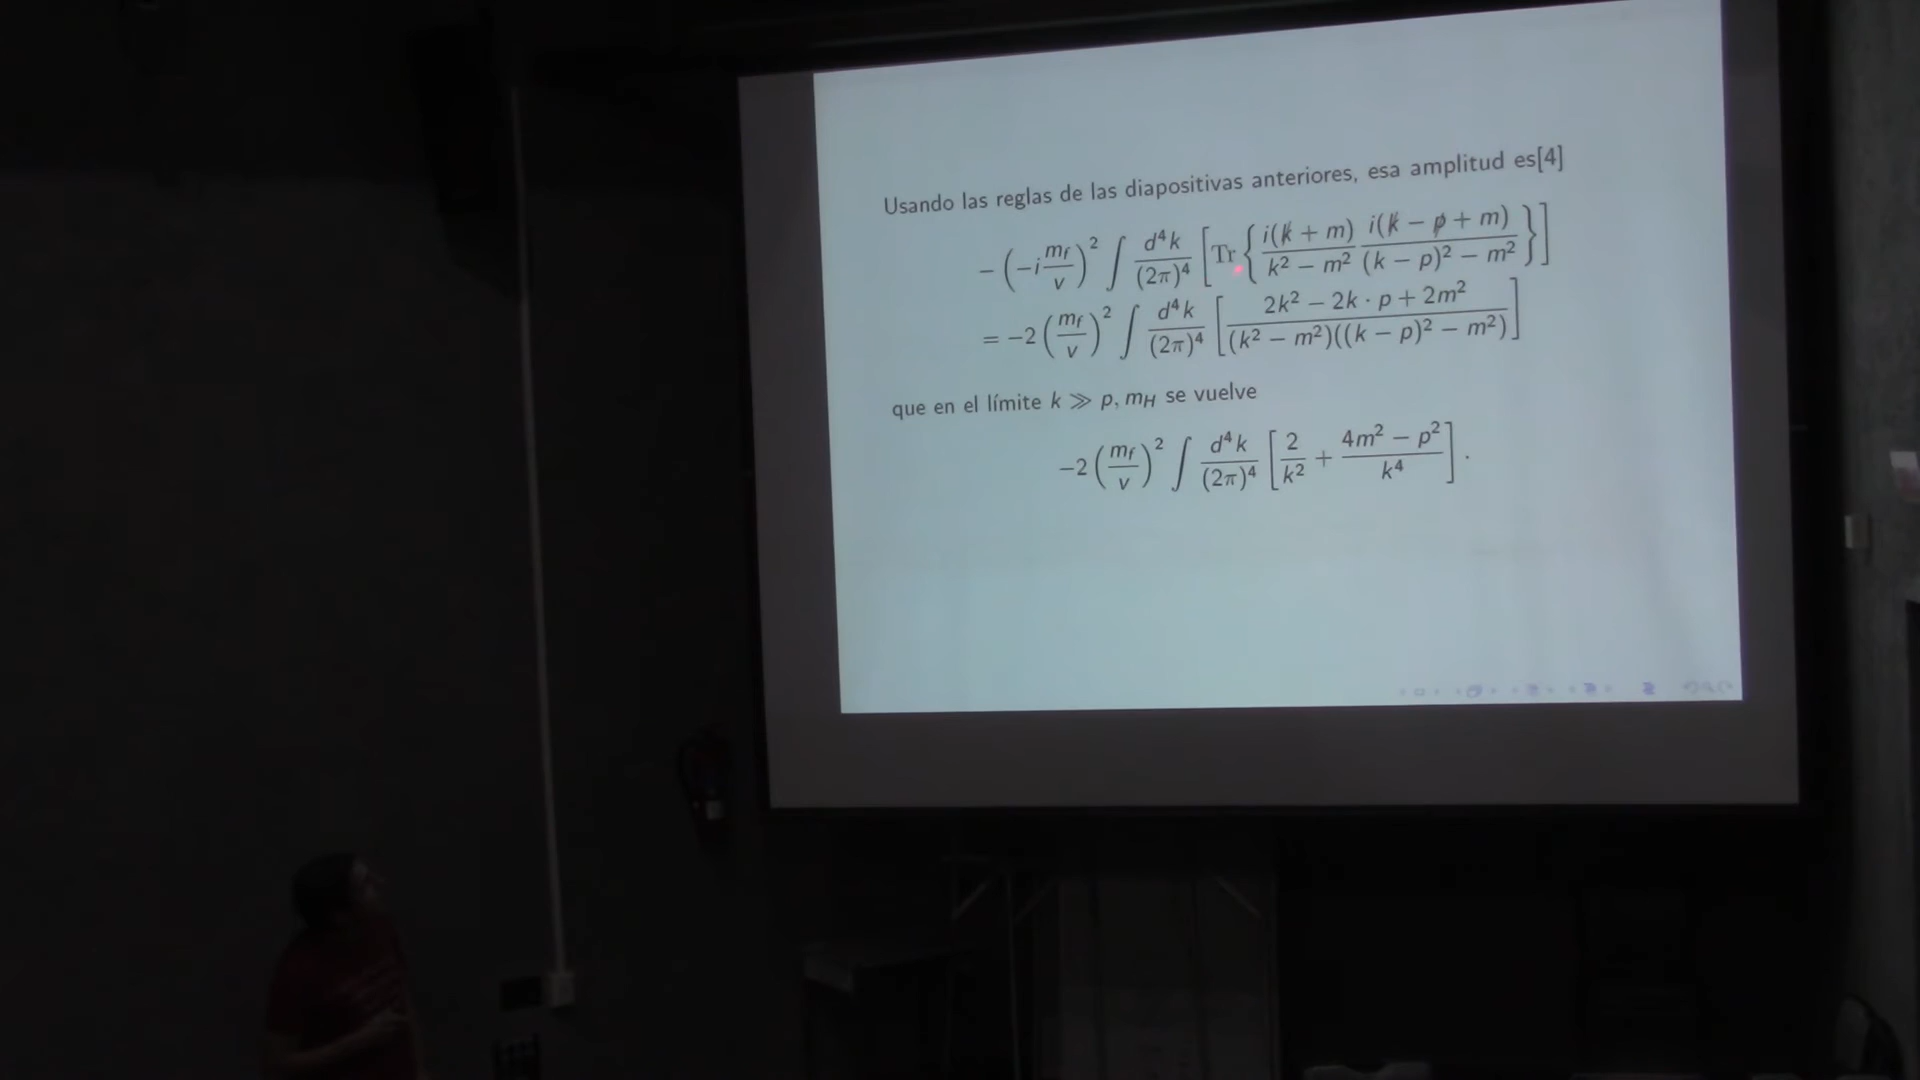 Usando las reglas de las diapositivas anteriores, esa amplitud es[4]
$-\left(-i\frac{m_f}{v}\right)^2 \int \frac{d^4k}{(2\pi)^4} \left[\mathrm{Tr}\left\{\frac{i(\not{k}+m)}{k^2-m^2}\frac{i(\not{k}-\not{p}+m)}{(k-p)^2-m^2}\right\}\right]$
$=-2\left(\frac{m_f}{v}\right)^2 \int \frac{d^4k}{(2\pi)^4} \left[\frac{2k^2-2k\cdot p+2m^2}{(k^2-m^2)((k-p)^2-m^2)}\right]$
que en el límite $k \gg p, m_H$ se vuelve
$-2\left(\frac{m_f}{v}\right)^2 \int \frac{d^4k}{(2\pi)^4} \left[\frac{2}{k^2}+\frac{4m^2-p^2}{k^4}\right].$